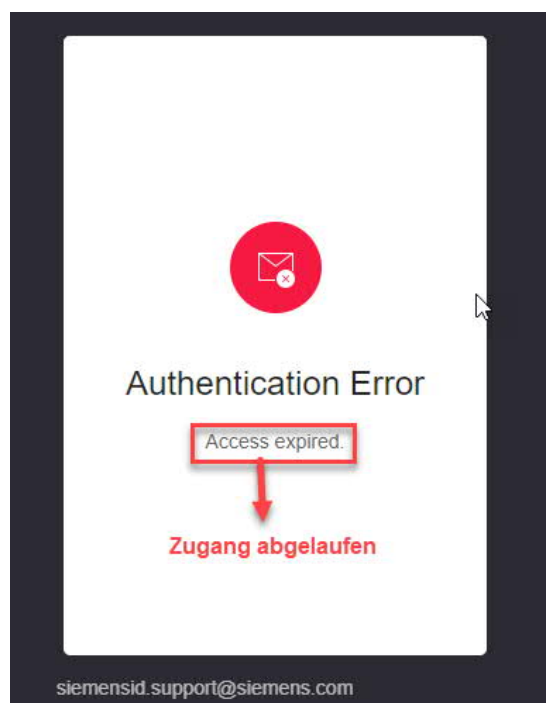 Authentication Error
Access expired.
Zugang abgelaufen
siemensid.support@siemens.com